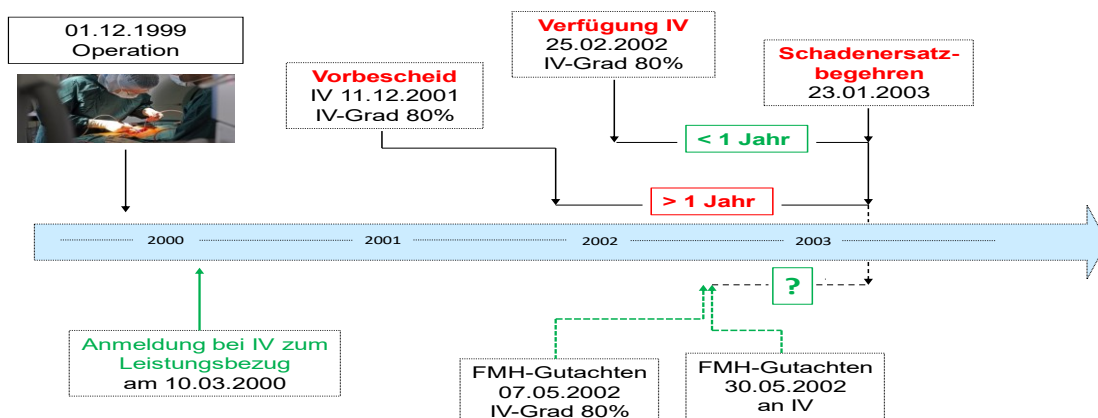 01.12.1999
Operation
Vorbescheid
IV 11.12.2001
IV-Grad 80%
Verfügung IV
25.02.2002
IV-Grad 80%
Schadenersatz-
begehren
23.01.2003
< 1 Jahr
> 1 Jahr
2000
2001
2002
2003
?
Anmeldung bei IV zum
Leistungsbezug
am 10.03.2000
FMH-Gutachten
07.05.2002
IV-Grad 80%
FMH-Gutachten
30.05.2002
an IV